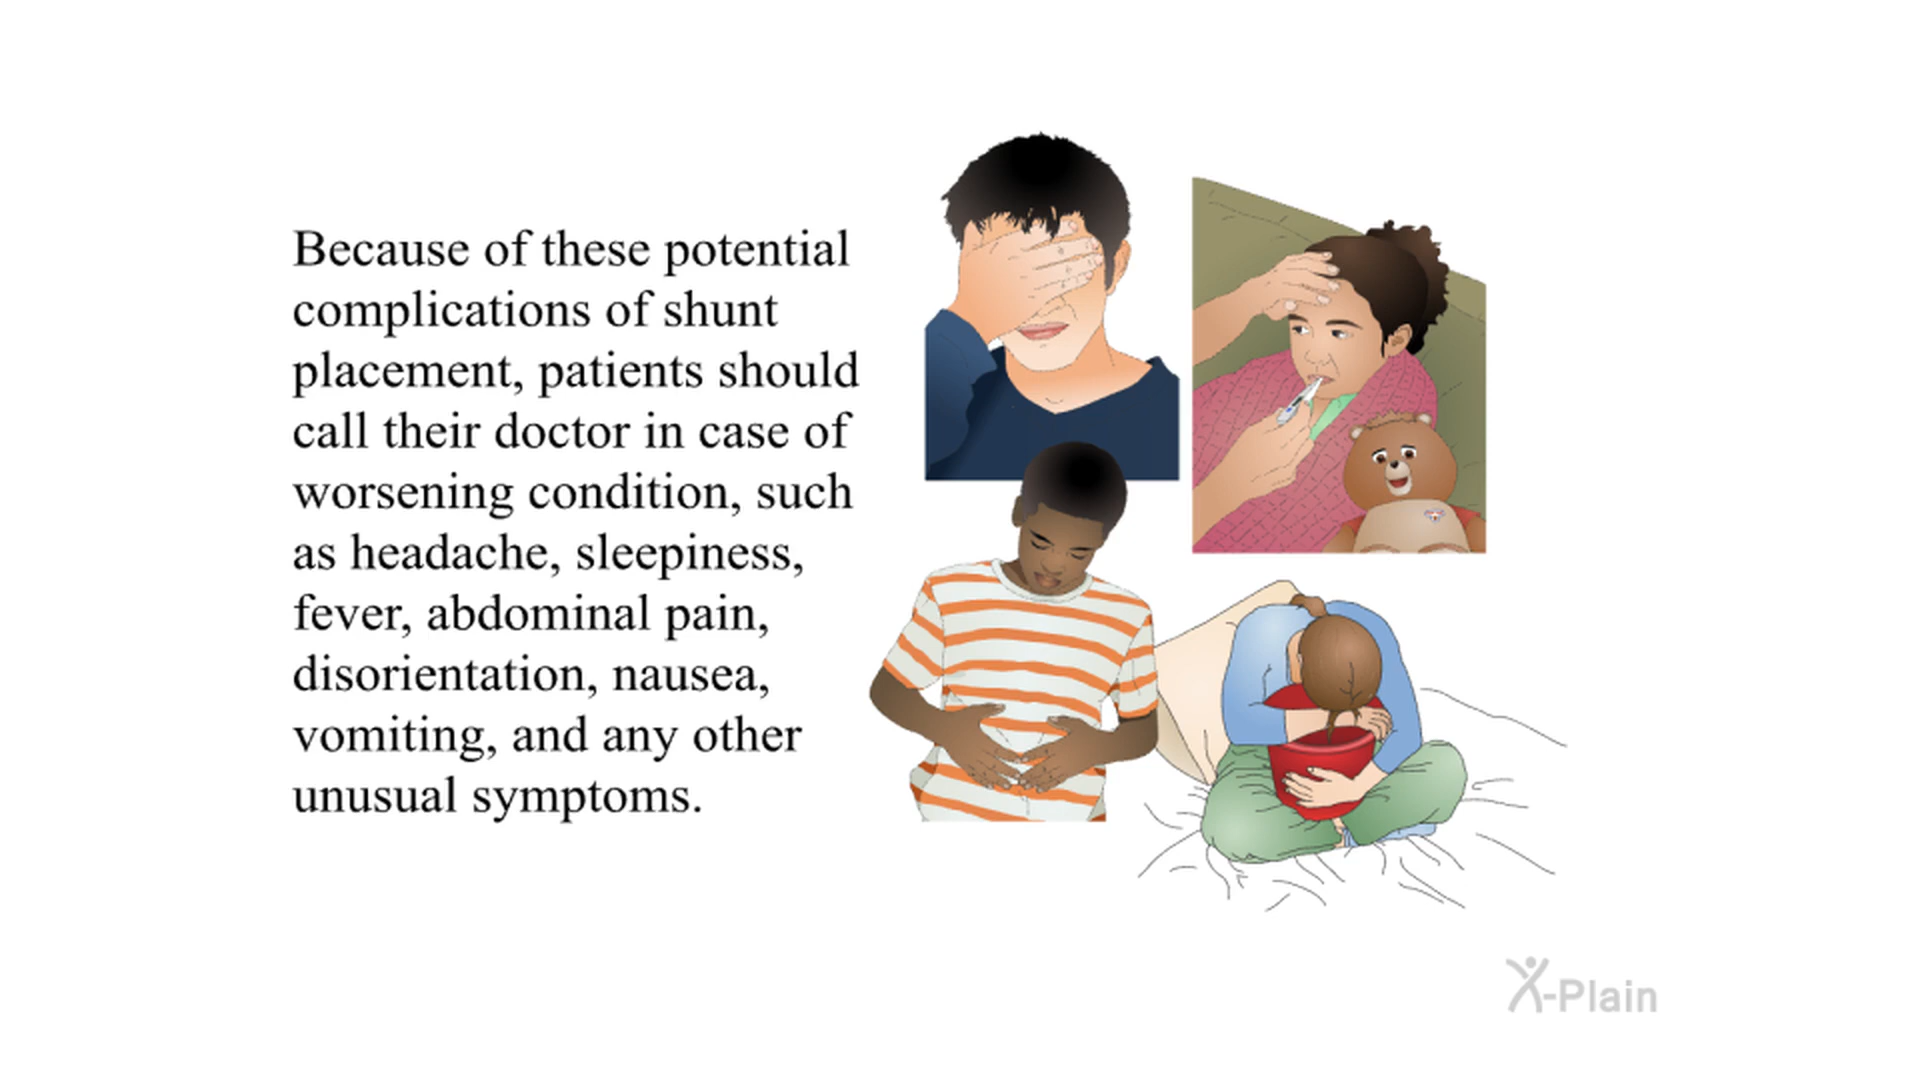 Because of these potential
complications of shunt
placement, patients should
call their doctor in case of
worsening condition, such
as headache, sleepiness,
fever, abdominal pain,
disorientation, nausea,
vomiting, and any other
unusual symptoms.
X-Plain